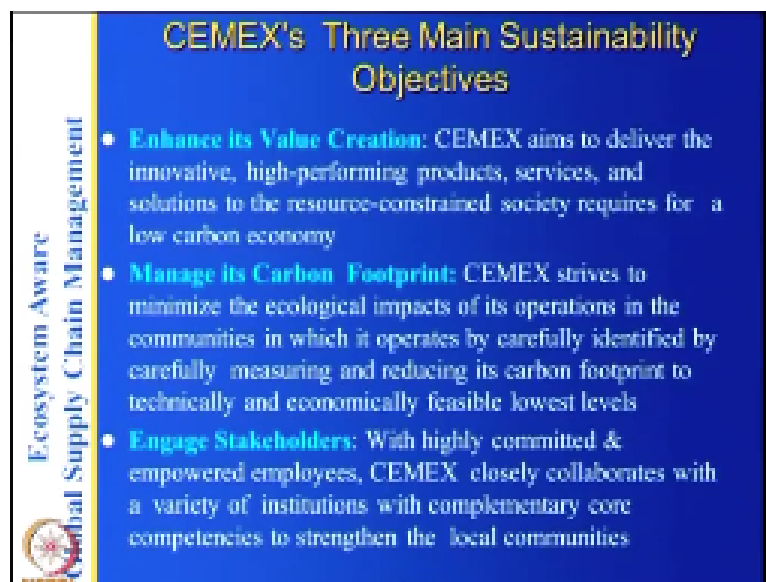 CEMEX's Three Main Sustainability
Objectives
• Enhance its Value Creation: CEMEX aims to deliver the
innovative, high-performing products, services, and
solutions to the resource-constrained society requires for a
low carbon economy
• Manage its Carbon Footprint: CEMEX strives to
minimize the ecological impacts of its operations in the
communities in which it operates by carefully identified by
carefully measuring and reducing its carbon footprint to
technically and economically feasible lowest levels
• Engage Stakeholders: With highly committed &
empowered employees, CEMEX closely collaborates with
a variety of institutions with complementary core
competencies to strengthen the local communities
Ecosystem Aware
Global Supply Chain Management